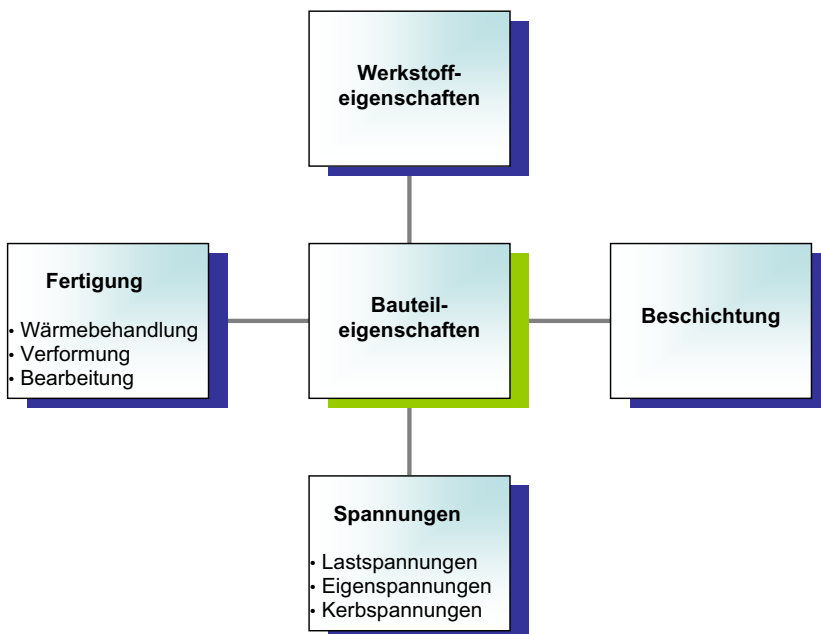 Werkstoff-
eigenschaften
Fertigung
• Wärmebehandlung
• Verformung
• Bearbeitung
Bauteil-
eigenschaften
Beschichtung
Spannungen
• Lastspannungen
• Eigenspannungen
• Kerbspannungen